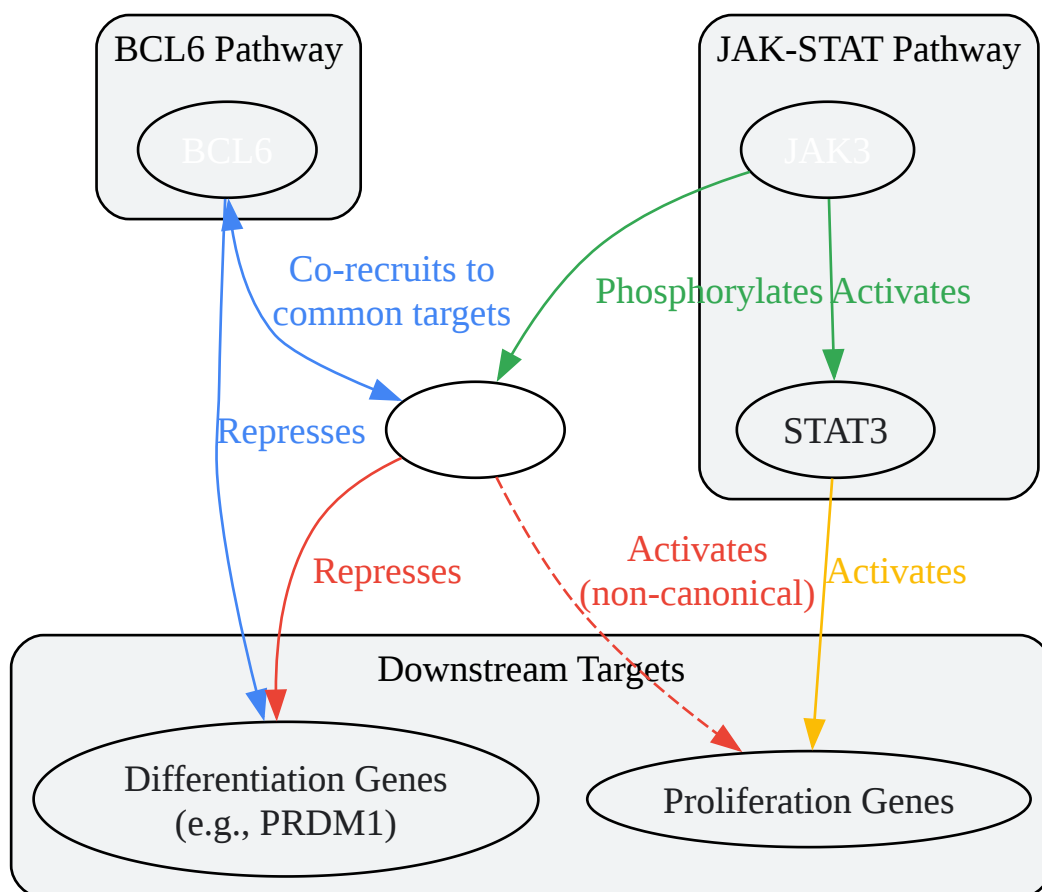 BCL6 Pathway
JAK-STAT Pathway
BCL6
JAK3
Co-recruits to
common targets
Phosphorylates
Activates
Represses
STAT3
Represses
Activates
(non-canonical)
Activates
Downstream Targets
Differentiation Genes
(e.g., PRDM1)
Proliferation Genes